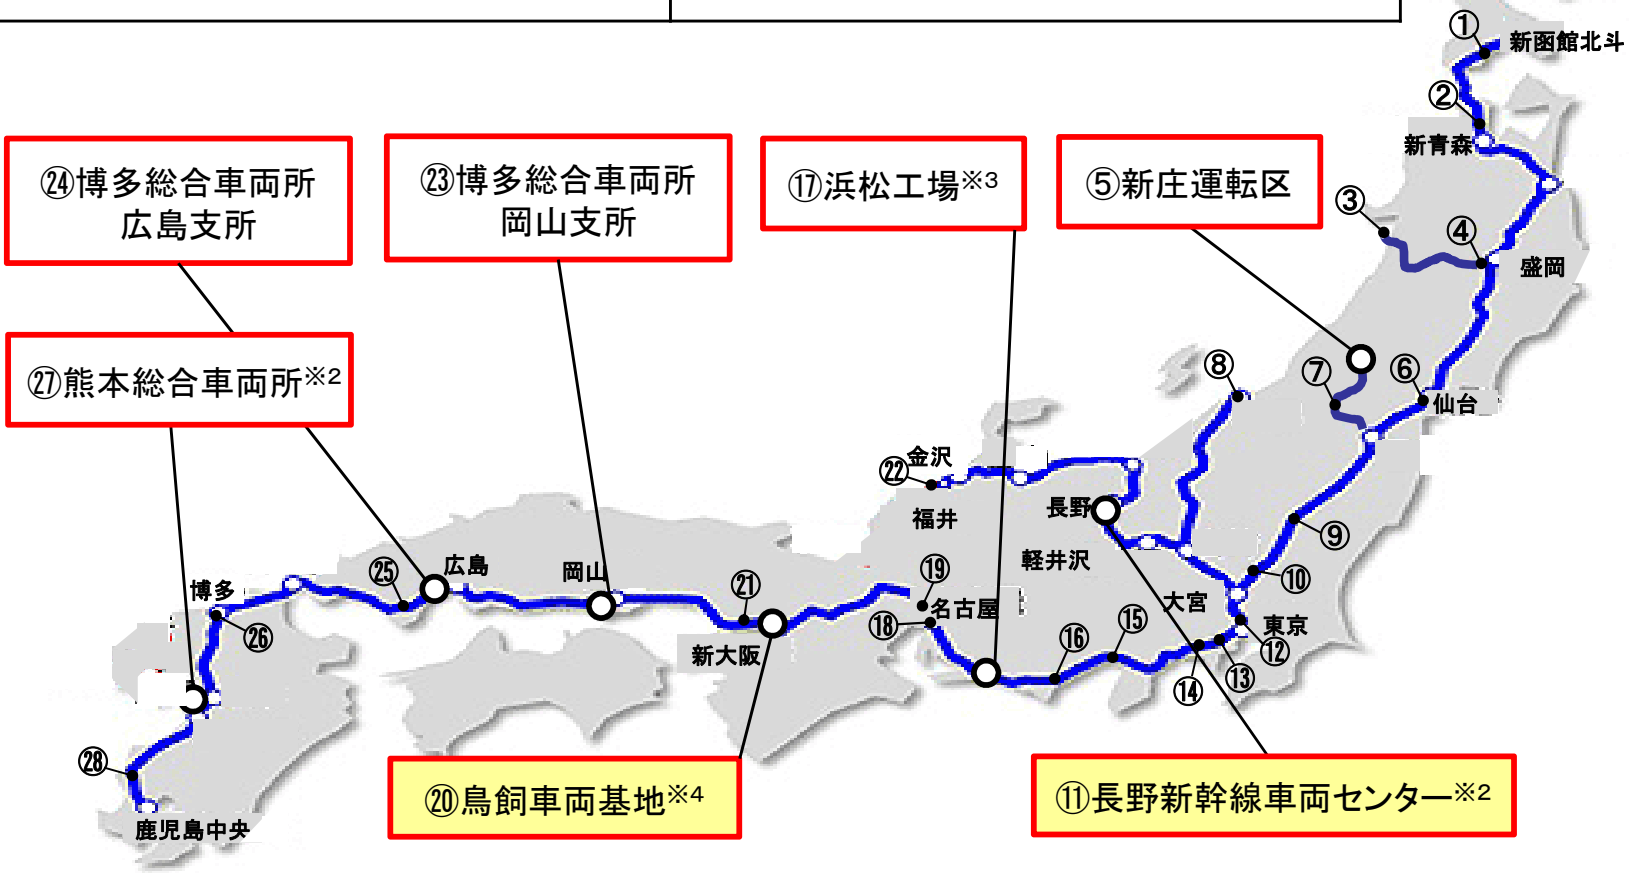 ①
新函館北斗
②
新青森
㉔博多総合車両所
広島支所
㉓博多総合車両所
岡山支所
⑰浜松工場※3
⑤新庄運転区
③
④
盛岡
㉗熊本総合車両所※2
⑧
⑦
⑥
仙台
金沢
㉒
福井
長野
⑨
軽井沢
⑩
広島
岡山
㉕
㉑
⑲
博多
名古屋
大宮
東京
㉖
⑱
新大阪
⑯
⑮
⑫
⑭
⑬
㉘
鹿児島中央
⑳鳥飼車両基地※4
⑪長野新幹線車両センター※2